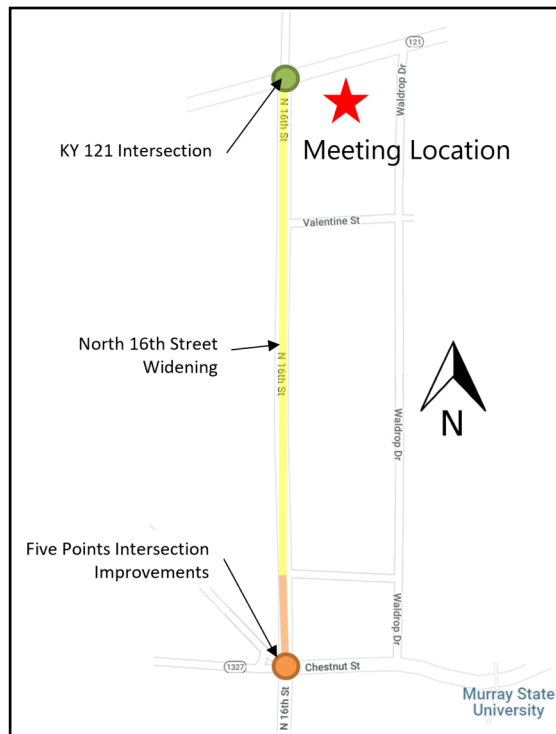 121
Waldrop Dr
N 16th St
KY 121 Intersection
Meeting Location
Valentine St
North 16th Street
Widening
N 16th St
N
Waldrop Dr
Five Points Intersection
Improvements
Waldrop Dr
1327
Chestnut St
N 16th St
Murray State
University